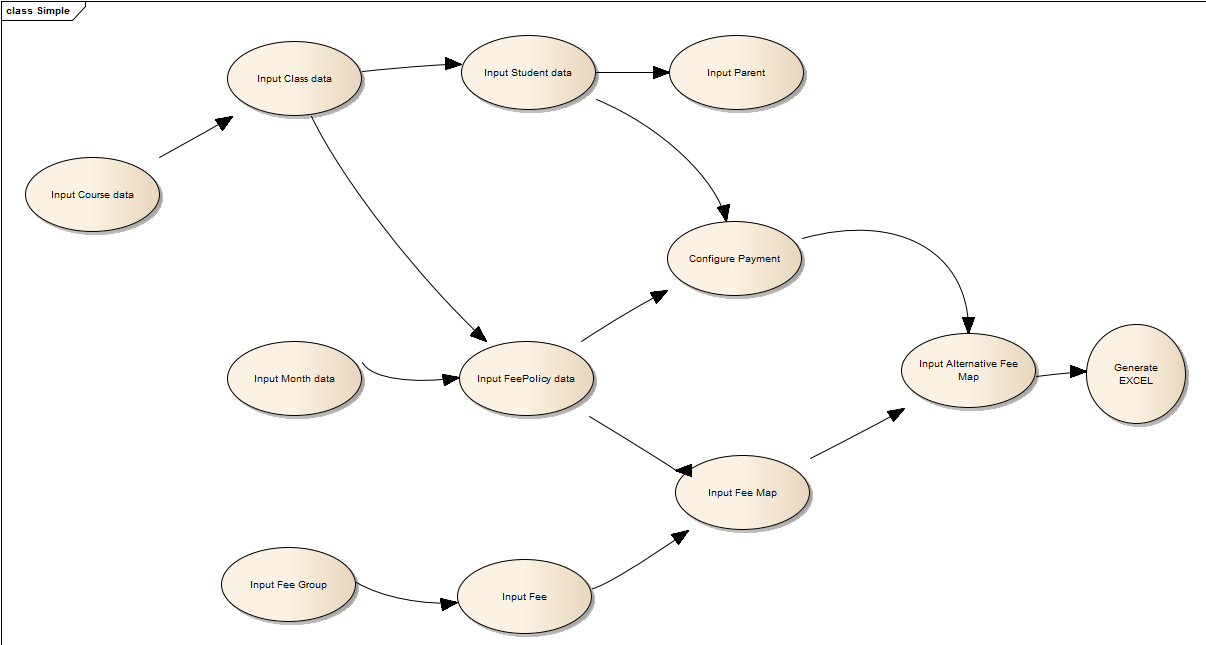 class Simple
Input Class data
Input Student data
Input Parent
Input Course data
Configure Payment
Input Month data
Input FeePolicy data
Input Alternative Fee
Map
Generate
EXCEL
Input Fee Map
Input Fee Group
Input Fee